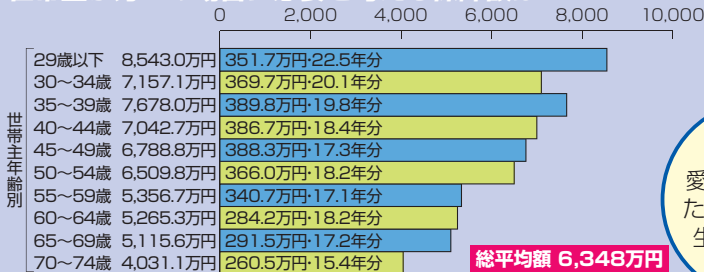 0 2,000 4,000 6,000 8,000 10,000
世帯主年齢別
29歳以下 8,543.0万円 351.7万円・22.5年分
30〜34歳 7,157.1万円 369.7万円・20.1年分
35〜39歳 7,678.0万円 389.8万円・19.8年分
40〜44歳 7,042.7万円 386.7万円・18.4年分
45〜49歳 6,788.8万円 388.3万円・17.3年分
50〜54歳 6,509.8万円 366.0万円・18.2年分
55〜59歳 5,356.7万円 340.7万円・17.1年分
60〜64歳 5,265.3万円 284.2万円・18.2年分
65〜69歳 5,115.6万円 291.5万円・17.2年分
70〜74歳 4,031.1万円 260.5万円・15.4年分
総平均額 6,348万円
愛
た
生